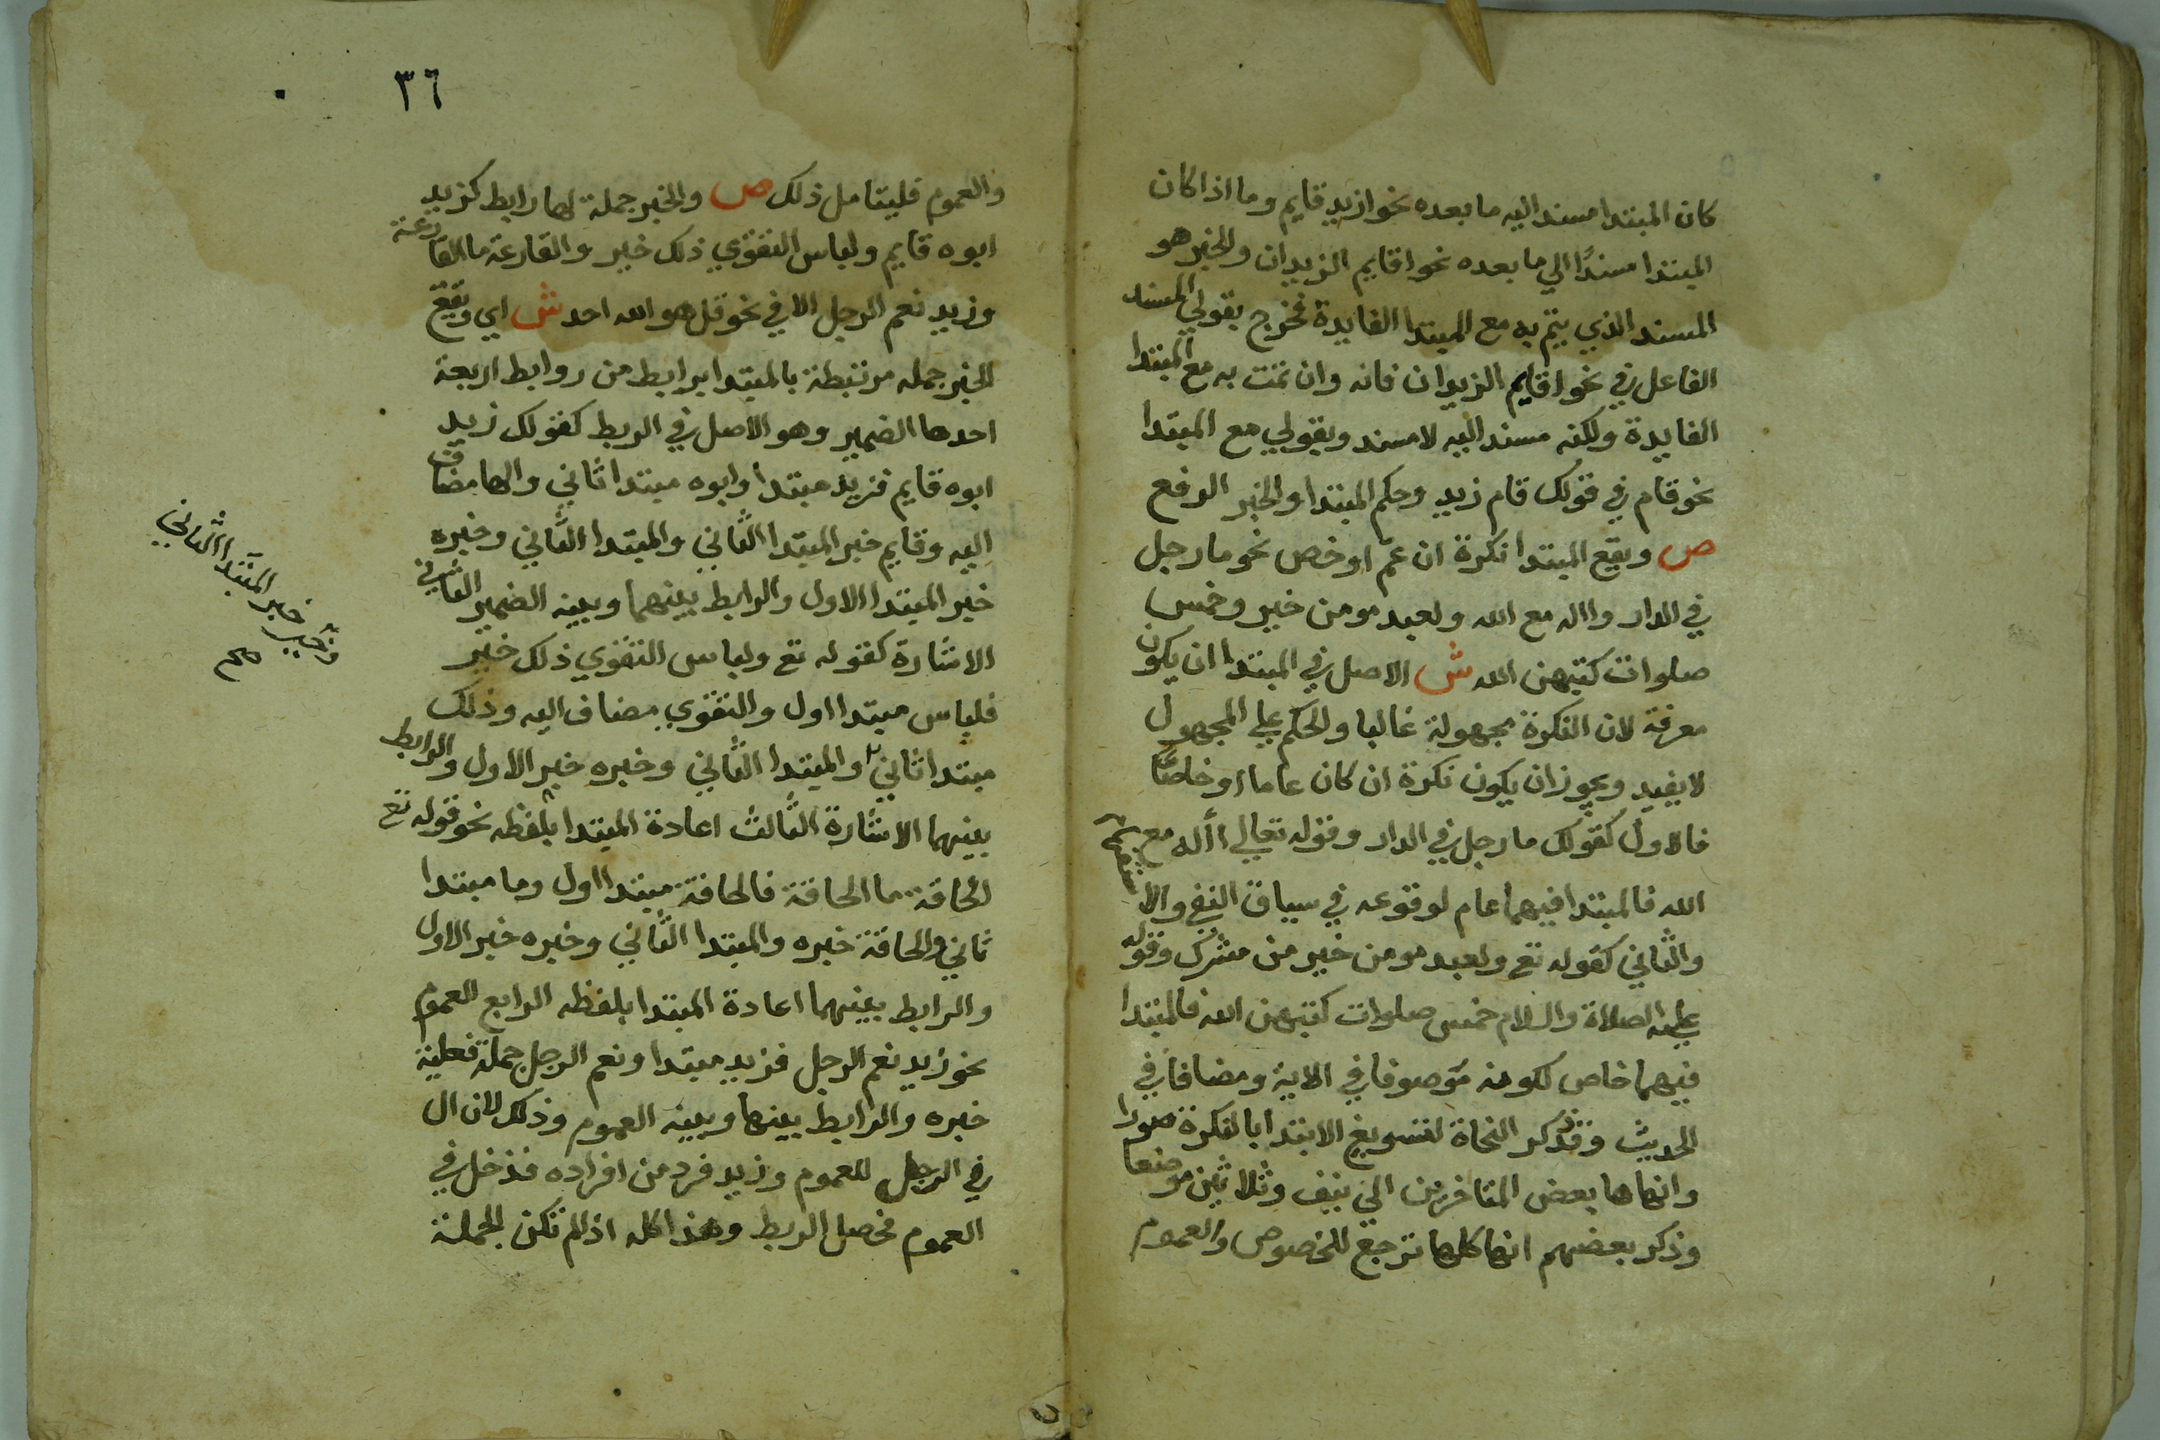 كان المبتدا مسندا اليه ما بعده نحو ازيد قايم وما اذا كان
المبتدا مسندًا الي ما بعده نحو اقايم الزيدان والخبر هو
المسند الذي يتم به مع المبتدا الفايدة فخرج بقولي المسند
الفاعل في نحو اقايم الزيدان فانه وان تمت به مع المبتدا
الفايدة ولكنه مسند اليه لا مسند وبقولي مع المبتدا
نحو قام في قولك قام زيد وحكم المبتدا والخبر الرفع
ص ويقع المبتدا نكرة ان عم او خص نحو ما رجل
في الدار واله مع الله ولعبد مومن خير وخمس
صلوات كتبهن الله ش الاصل في المبتدا ان يكون
معرفة لان النكرة مجهولة غالبا والحكم علي المجهول
لا يفيد ويجوز ان يكون نكرة ان كان عاما او خاصًّا
فالاول كقولك ما رجل في الدار وقوله تعالي أاله مع
الله فالمبتدا فيهما عام لوقوعه في سياق النفي والاستفهام
والثاني كقوله تع ولعبد مومن خير من مشرك وقوله
عليه الصلاة والسلام خمس صلوات كتبهن الله فالمبتدا
فيهما خاص لكونه موصوفا في الاية ومضافا في
الحديث وقد ذكر النحاة لتسويغ الابتدا بالنكرة صورا
وانهاها بعض المتاخرين الي نيف وثلاثين موضعا
وذكر بعضهم انها كلها ترجع للخصوص والعموم
٣٦
والعموم فليتامل ذلك ص والخبر جملة لها رابط كزيد
ابوه قايم ولباس التقوي ذلك خير والقارعة ما القارعة
وزيد نعم الرجل الا في نحو قل هو الله احد ش اي ويقع
الخبر جمله مرتبطة بالمبتدا برابط من روابط اربعة
احدها الضمير وهو الاصل في الربط كقولك زيد
ابوه قايم فزيد مبتدا وابوه مبتدا ثاني والها مضاف
اليه وقايم خبر المبتدا الثاني والمبتدا الثاني وخبره
خبر المبتدا الاول والرابط بينهما وبينه الضمير الثاني
الاشارة كقوله تع ولباس التقوي ذلك خير
فلباس مبتدا اول والتقوي مضاف اليه وذلك
مبتدا ثاني والمبتدا الثاني وخبره خبر الاول والرابط
بينهما الاشارة الثالث اعادة المبتدا بلفظه نحو قوله تع
الحاقة ما الحاقة فالحاقة مبتدا اول وما مبتدا
ثاني والحاقة خبره والمبتدا الثاني وخبره خبر الاول
والرابط بينهما اعادة المبتدا بلفظه الرابع العموم
نحو زيد نعم الرجل فزيد مبتدا ونعم الرجل جملة فعلية
خبره والرابط بينها وبينه العموم وذلك لان ال
في الرجل للعموم وزيد فرد من افراده فدخل في
العموم فحصل الربط وهذا كله اذا لم تكن الجملة
وخير خبر المبتدا الثاني
صح